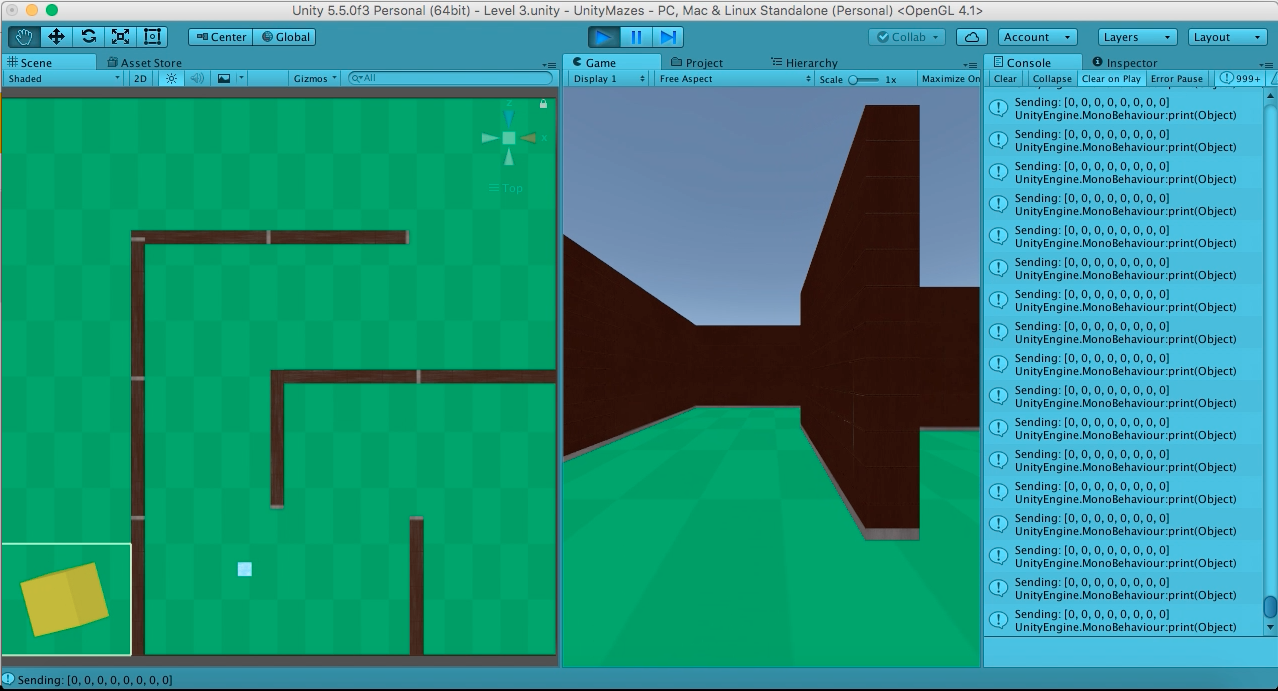 Unity 5.5.0f3 Personal (64bit) - Level 3.unity - UnityMazes - PC, Mac & Linux Standalone (Personal) <OpenGL 4.1>
Center Global Collab Account Layers Layout
Scene Asset Store
Shaded 2D Gizmos All
z
x
Top
Game Project Hierarchy
Display 1 Free Aspect Scale 1x Maximize On
Console Inspector
Clear Collapse Clear on Play Error Pause 999+
Sending: [0, 0, 0, 0, 0, 0, 0, 0]
UnityEngine.MonoBehaviour:print(Object)
Sending: [0, 0, 0, 0, 0, 0, 0, 0]
UnityEngine.MonoBehaviour:print(Object)
Sending: [0, 0, 0, 0, 0, 0, 0, 0]
UnityEngine.MonoBehaviour:print(Object)
Sending: [0, 0, 0, 0, 0, 0, 0, 0]
UnityEngine.MonoBehaviour:print(Object)
Sending: [0, 0, 0, 0, 0, 0, 0, 0]
UnityEngine.MonoBehaviour:print(Object)
Sending: [0, 0, 0, 0, 0, 0, 0, 0]
UnityEngine.MonoBehaviour:print(Object)
Sending: [0, 0, 0, 0, 0, 0, 0, 0]
UnityEngine.MonoBehaviour:print(Object)
Sending: [0, 0, 0, 0, 0, 0, 0, 0]
UnityEngine.MonoBehaviour:print(Object)
Sending: [0, 0, 0, 0, 0, 0, 0, 0]
UnityEngine.MonoBehaviour:print(Object)
Sending: [0, 0, 0, 0, 0, 0, 0, 0]
UnityEngine.MonoBehaviour:print(Object)
Sending: [0, 0, 0, 0, 0, 0, 0, 0]
UnityEngine.MonoBehaviour:print(Object)
Sending: [0, 0, 0, 0, 0, 0, 0, 0]
UnityEngine.MonoBehaviour:print(Object)
Sending: [0, 0, 0, 0, 0, 0, 0, 0]
UnityEngine.MonoBehaviour:print(Object)
Sending: [0, 0, 0, 0, 0, 0, 0, 0]
UnityEngine.MonoBehaviour:print(Object)
Sending: [0, 0, 0, 0, 0, 0, 0, 0]
UnityEngine.MonoBehaviour:print(Object)
Sending: [0, 0, 0, 0, 0, 0, 0, 0]
UnityEngine.MonoBehaviour:print(Object)
Sending: [0, 0, 0, 0, 0, 0, 0, 0]
UnityEngine.MonoBehaviour:print(Object)
Sending: [0, 0, 0, 0, 0, 0, 0, 0]